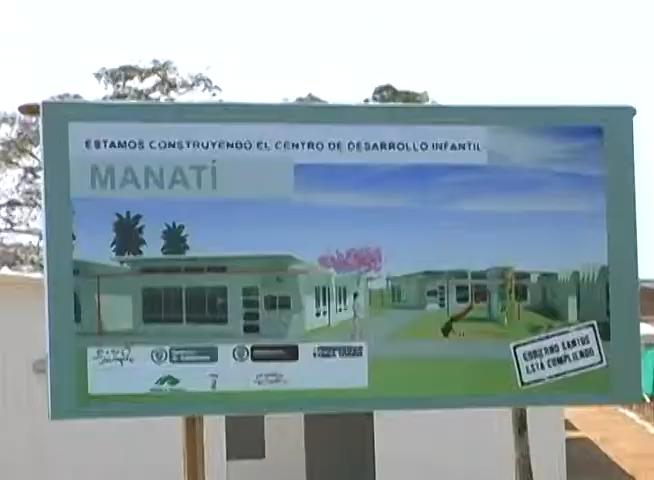 ESTAMOS CONSTRUYENDO EL CENTRO DE DESARROLLO INFANTIL
MANATÍ
GOBIERNO SANTOS
ESTÁ CUMPLIENDO